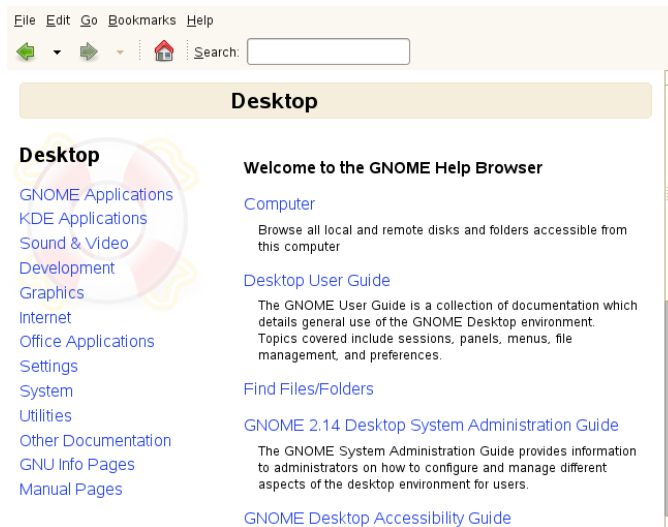 File Edit Go Bookmarks Help
Search:
Desktop
Desktop
GNOME Applications
KDE Applications
Sound & Video
Development
Graphics
Internet
Office Applications
Settings
System
Utilities
Other Documentation
GNU Info Pages
Manual Pages
Welcome to the GNOME Help Browser
Computer
Browse all local and remote disks and folders accessible from
this computer
Desktop User Guide
The GNOME User Guide is a collection of documentation which
details general use of the GNOME Desktop environment.
Topics covered include sessions, panels, menus, file
management, and preferences.
Find Files/Folders
GNOME 2.14 Desktop System Administration Guide
The GNOME System Administration Guide provides information
to administrators on how to configure and manage different
aspects of the desktop environment for users.
GNOME Desktop Accessibility Guide